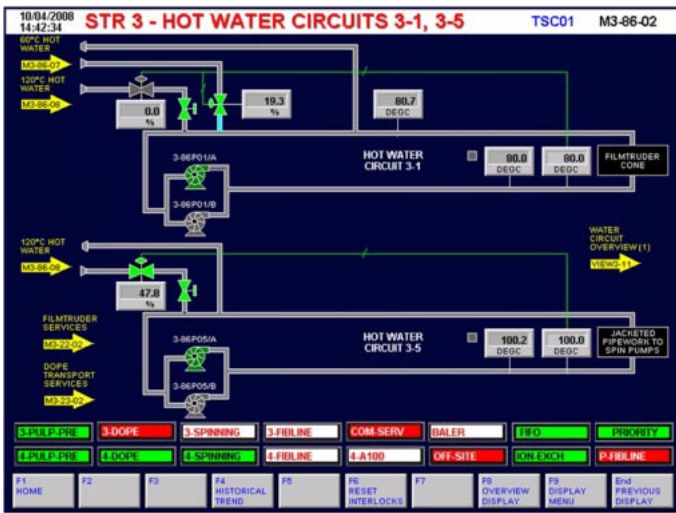 10/04/2008
14:42:34
STR 3 - HOT WATER CIRCUITS 3-1, 3-5
TSC01
M3-86-02
60°C HOT
WATER
M3-86-07
120°C HOT
WATER
M3-86-08
0.0
%
19.3
%
80.7
DEGC
3-86P01/A
HOT WATER
CIRCUIT 3-1
80.0
DEGC
80.0
DEGC
FILMTRUDER
CONE
3-86P01/B
120°C HOT
WATER
M3-86-08
WATER
CIRCUIT
OVERVIEW (1)
VIEW3-11
47.8
%
FILMTRUDER
SERVICES
M3-22-02
3-86P05/A
HOT WATER
CIRCUIT 3-5
100.2
DEGC
100.0
DEGC
JACKETED
PIPEWORK TO
SPIN PUMPS
DOPE
TRANSPORT
SERVICES
M3-23-02
3-86P05/B
3-PULP-PRE 3-DOPE 3-SPINNING 3-FIBLINE COM-SERV BALER FIFO PRIORITY
4-PULP-PRE 4-DOPE 4-SPINNING 4-FIBLINE 4-A100 OFF-SITE ION-EXCH P-FIBLINE
F1
HOME
F2
F3
F4
HISTORICAL
TREND
F5
F6
RESET
INTERLOCKS
F7
F8
OVERVIEW
DISPLAY
F9
DISPLAY
MENU
End
PREVIOUS
DISPLAY